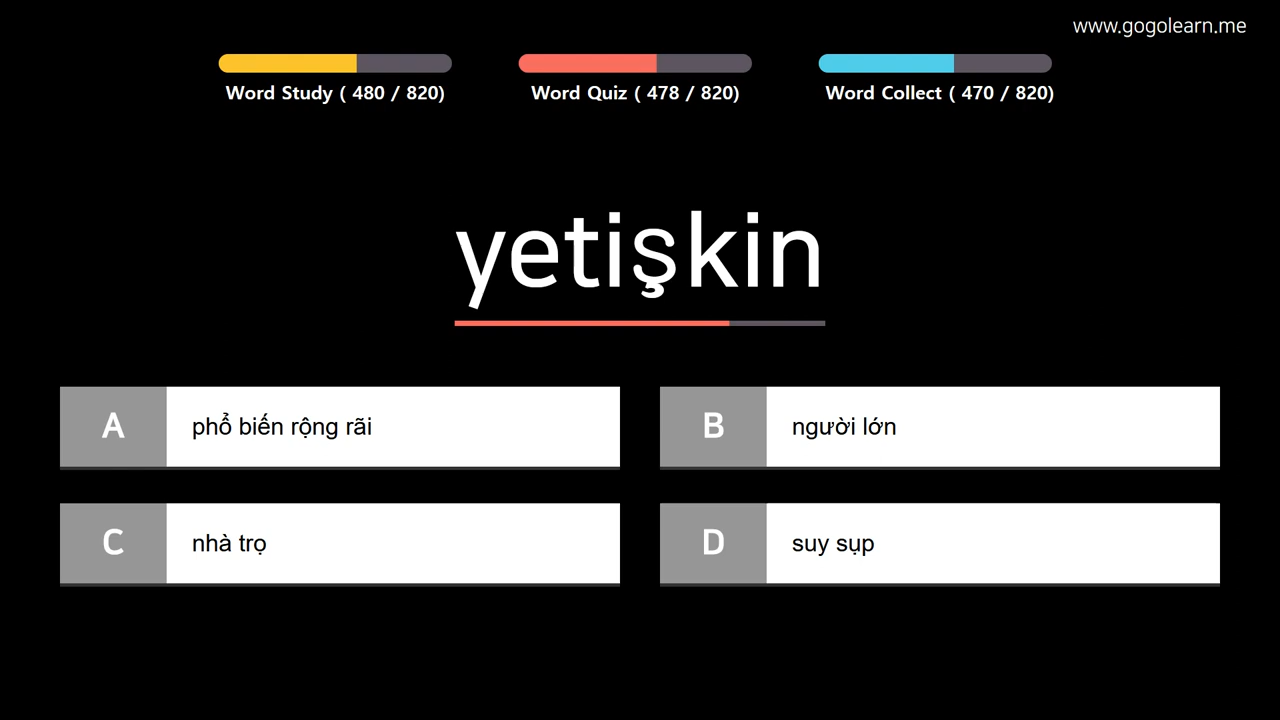 www.gogolearn.me
Word Study ( 480 / 820)
Word Quiz ( 478 / 820)
Word Collect ( 470 / 820)
yetişkin
A phổ biến rộng rãi
B người lớn
C nhà trọ
D suy sụp